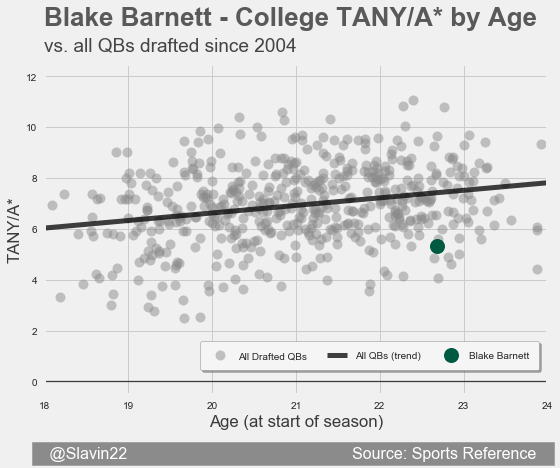 Blake Barnett - College TANY/A* by Age
vs. all QBs drafted since 2004
12
10
8
6
4
2
0
TANY/A*
All Drafted QBs
All QBs (trend)
Blake Barnett
18 19 20 21 22 23 24
Age (at start of season)
@Slavin22 Source: Sports Reference